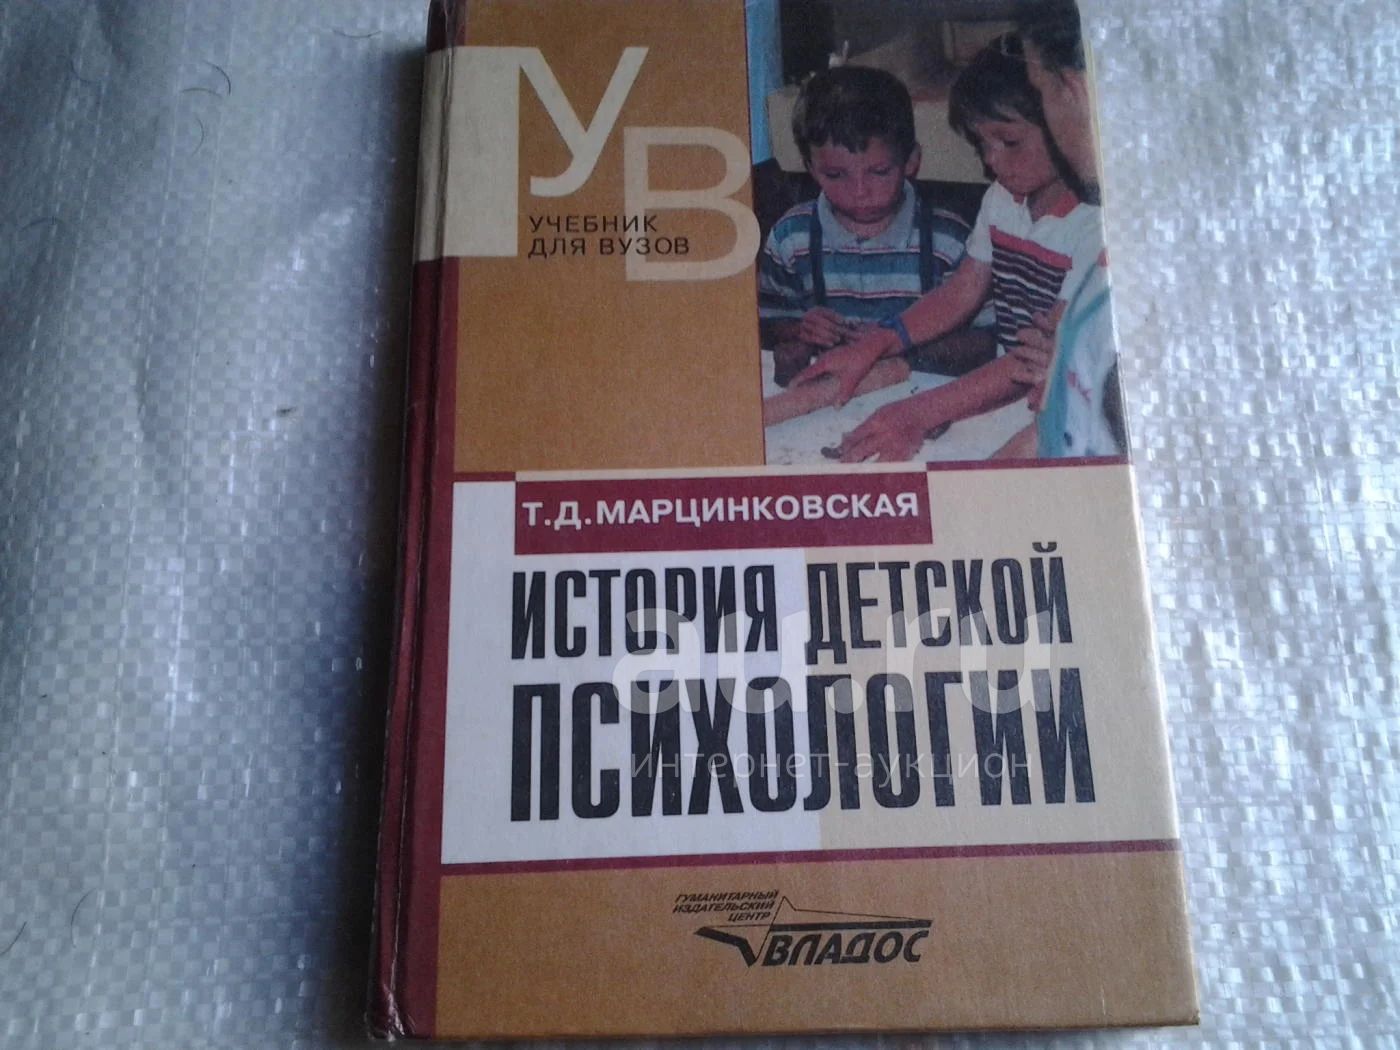 УВ
УЧЕБНИК
ДЛЯ ВУЗОВ
Т.Д.МАРЦИНКОВСКАЯ
ИСТОРИЯ ДЕТСКОЙ
ПСИХОЛОГИИ
au.ru
интернет-аукцион
ГУМАНИТАРНЫЙ
ИЗДАТЕЛЬСКИЙ
ЦЕНТР
ВЛАДОС